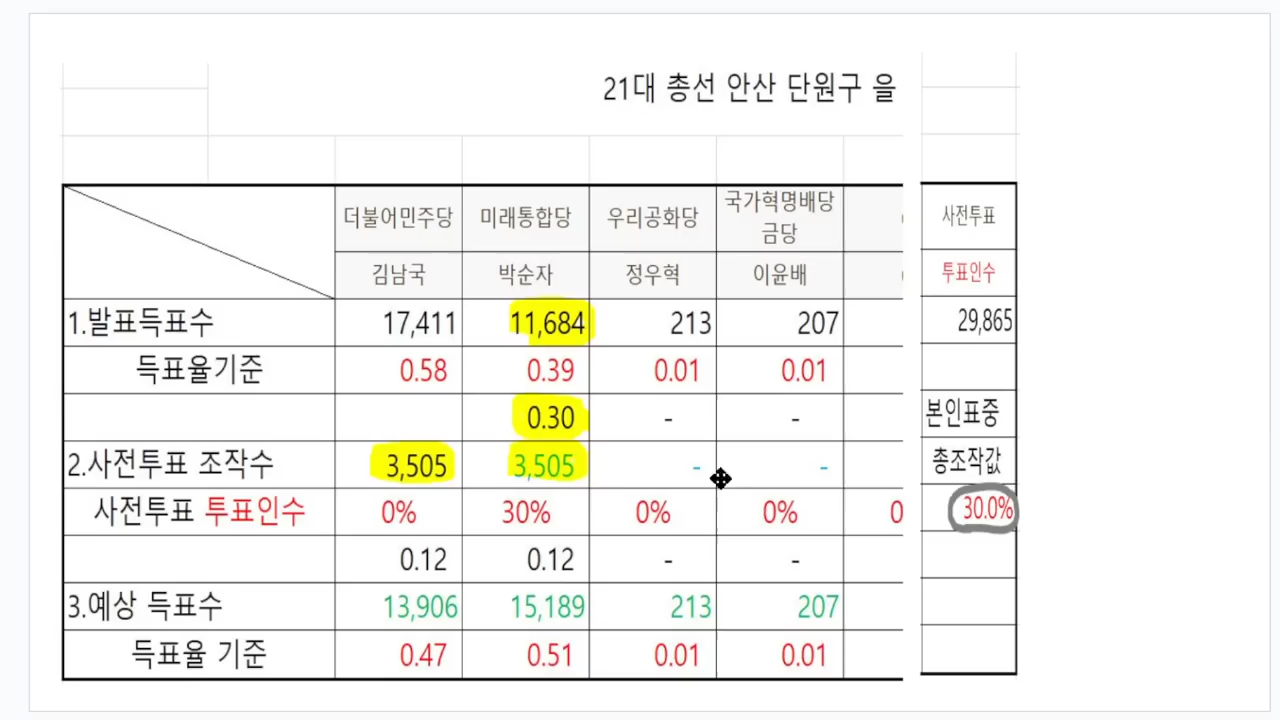 21대 총선 안산 단원구 을
더불어민주당 미래통합당 우리공화당 국가혁명배당 사전투표
금당
김남국 박순자 정우혁 이윤배 투표인수
1.발표득표수 17,411 11,684 213 207 29,865
득표율기준 0.58 0.39 0.01 0.01
0.30 - - 본인표중
2.사전투표 조작수 3,505 3,505 - - 총조작값
사전투표 투표인수 0% 30% 0% 0% 0 30.0%
0.12 0.12 - -
3.예상 득표수 13,906 15,189 213 207
득표율 기준 0.47 0.51 0.01 0.01